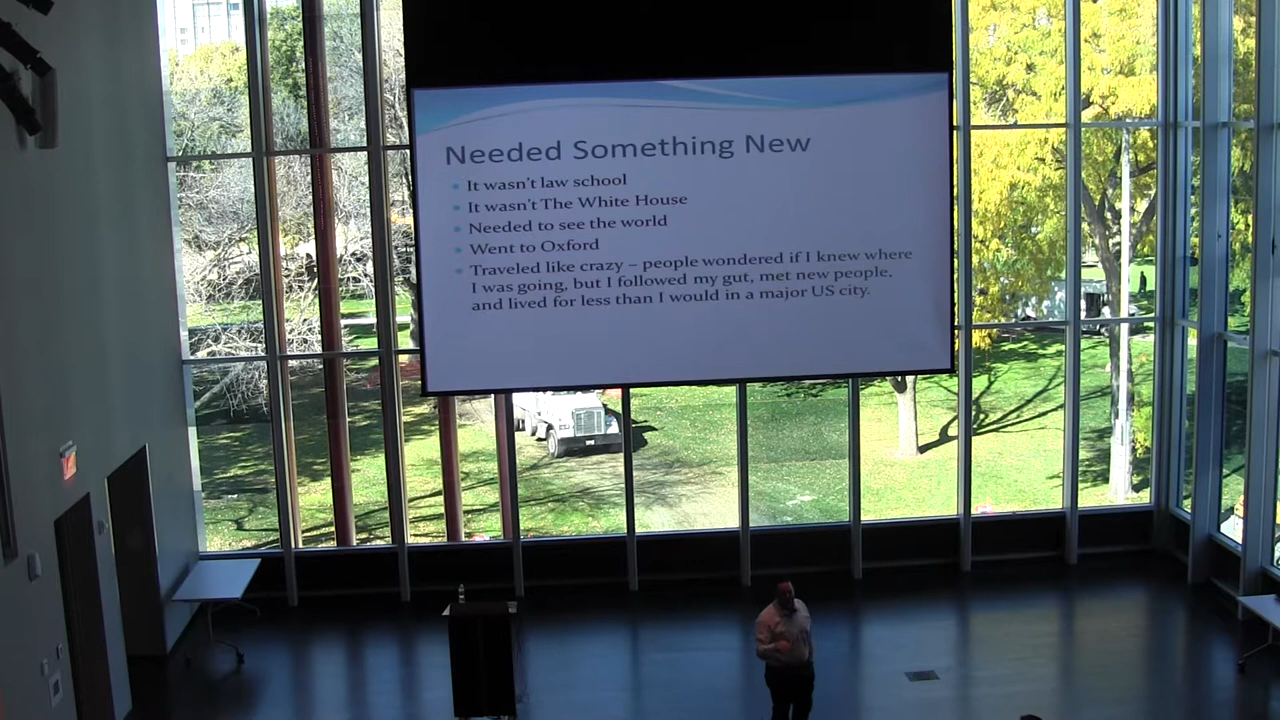 Needed Something New
It wasn't law school
It wasn't The White House
Needed to see the world
Went to Oxford
Traveled like crazy – people wondered if I knew where
I was going, but I followed my gut, met new people,
and lived for less than I would in a major US city.